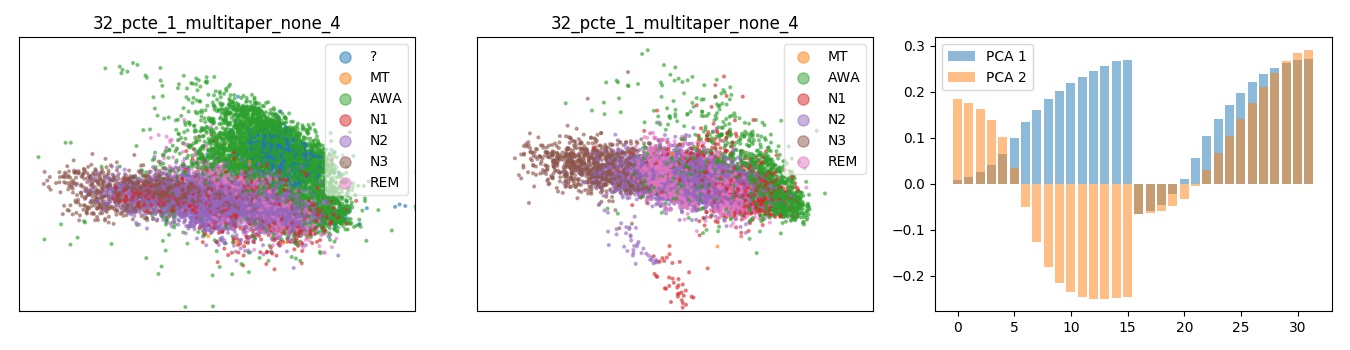 32_pcte_1_multitaper_none_4
?
MT
AWA
N1
N2
N3
REM
32_pcte_1_multitaper_none_4
MT
AWA
N1
N2
N3
REM
PCA 1
PCA 2
0.3
0.2
0.1
0.0
−0.1
−0.2
0 5 10 15 20 25 30